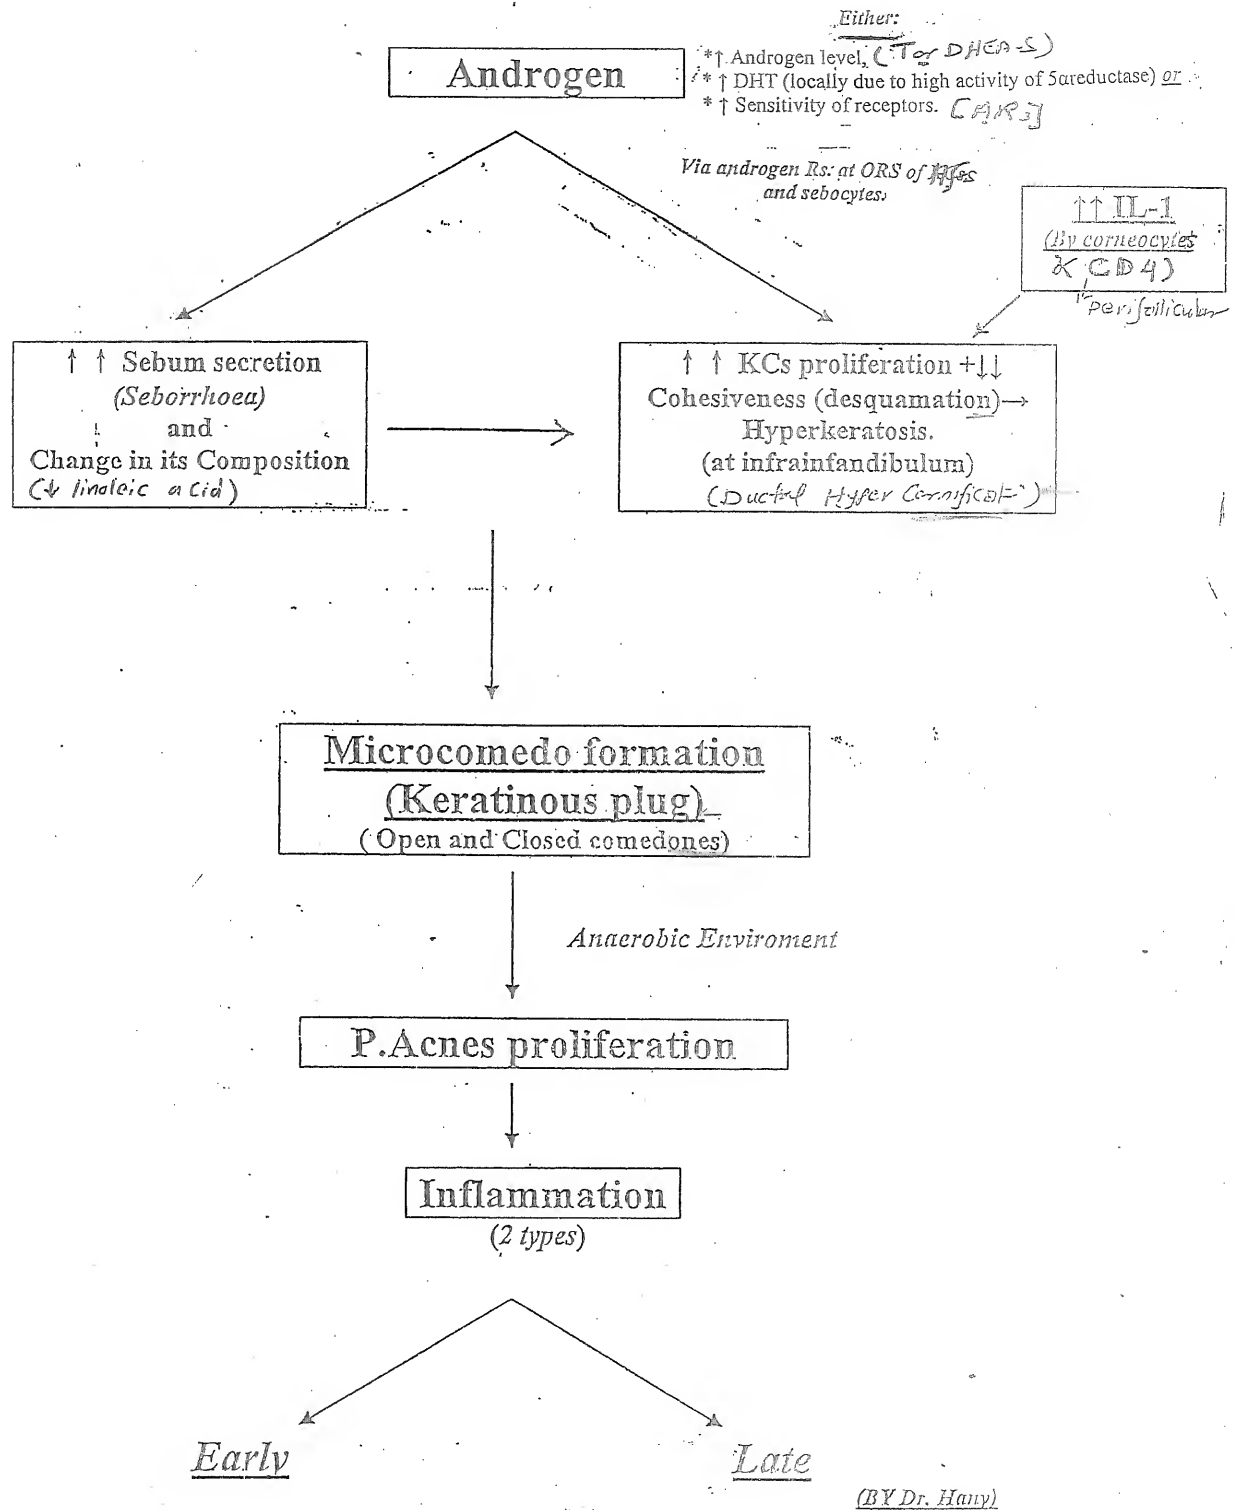 Either:
Androgen
*↑ Androgen level, (T or DHEA-S)
* ↑ DHT (locally due to high activity of 5αreductase) or
* ↑ Sensitivity of receptors. [AR]
Via androgen Rs: at ORS of
and sebocytes.
↑↑ IL-1
(By corneocytes
& CD4)
perifollicular
↑ ↑ Sebum secretion
(Seborrhoea)
and
Change in its Composition
(↓ linoleic acid)
↑ ↑ KCs proliferation +↓↓
Cohesiveness (desquamation)→
Hyperkeratosis.
(at infrainfandibulum)
(Ductal Hyper Cornificat)
Microcomedo formation
(Keratinous plug)
(Open and Closed comedones)
Anaerobic Enviroment
P.Acnes proliferation
Inflammation
(2 types)
Early
Late
(BY Dr. Hany)